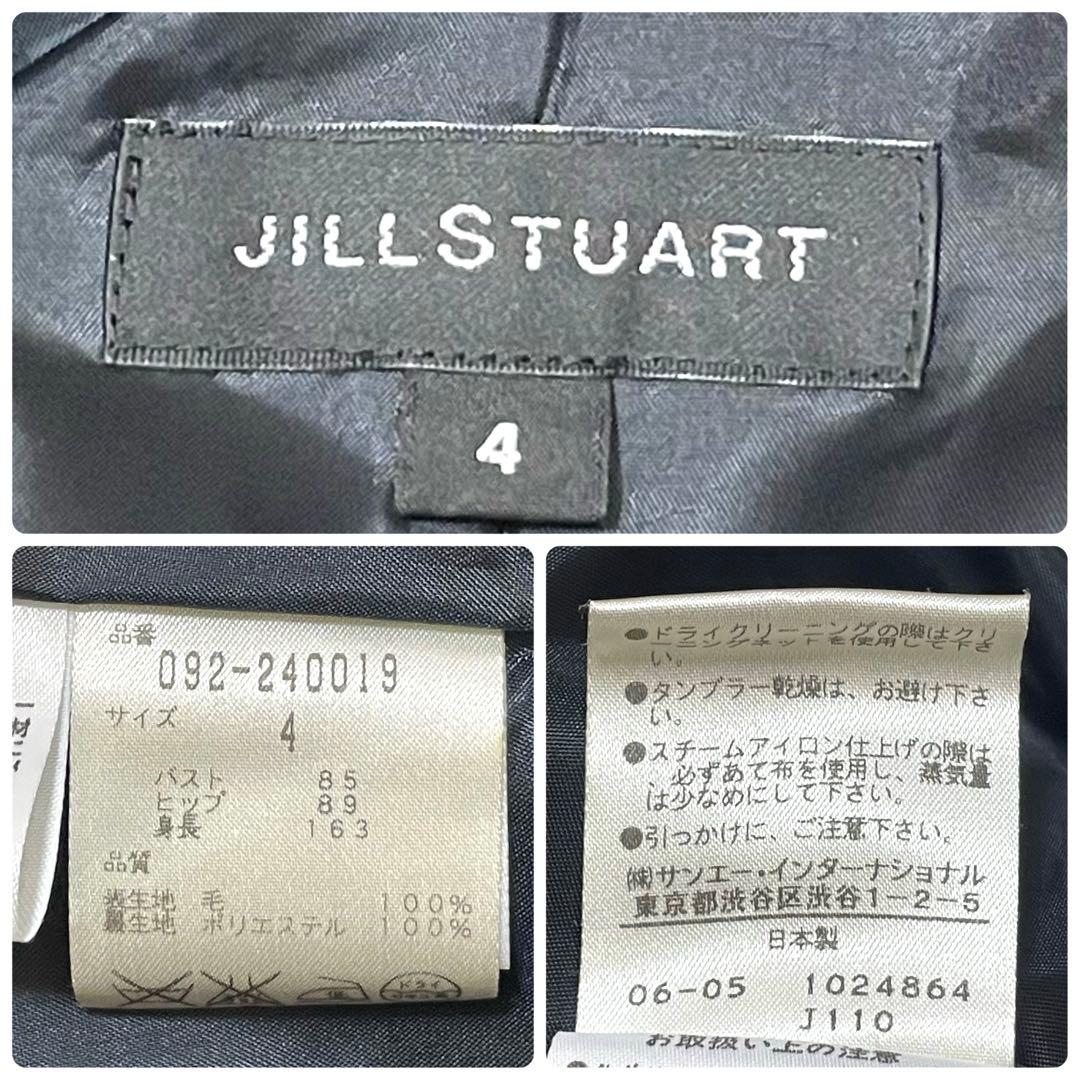 JILLSTUART
4
品番
092-240019
サイズ
4
バスト 85
ヒップ 89
身長 163
品質
表生地 毛 100%
裏生地 ポリエステル 100%
ドライ
●ドライクリーニングの際はクリ
ーニングネットを使用して下さ
い。
●タンブラー乾燥は、お避け下さ
い。
●スチームアイロン仕上げの際は
必ずあて布を使用し、蒸気量
は少なめにして下さい。
●引っかけに、ご注意下さい。
㈱サンエー・インターナショナル
東京都渋谷区渋谷1-2-5
日本製
06-05 1024864
J110
お取扱い上の注意